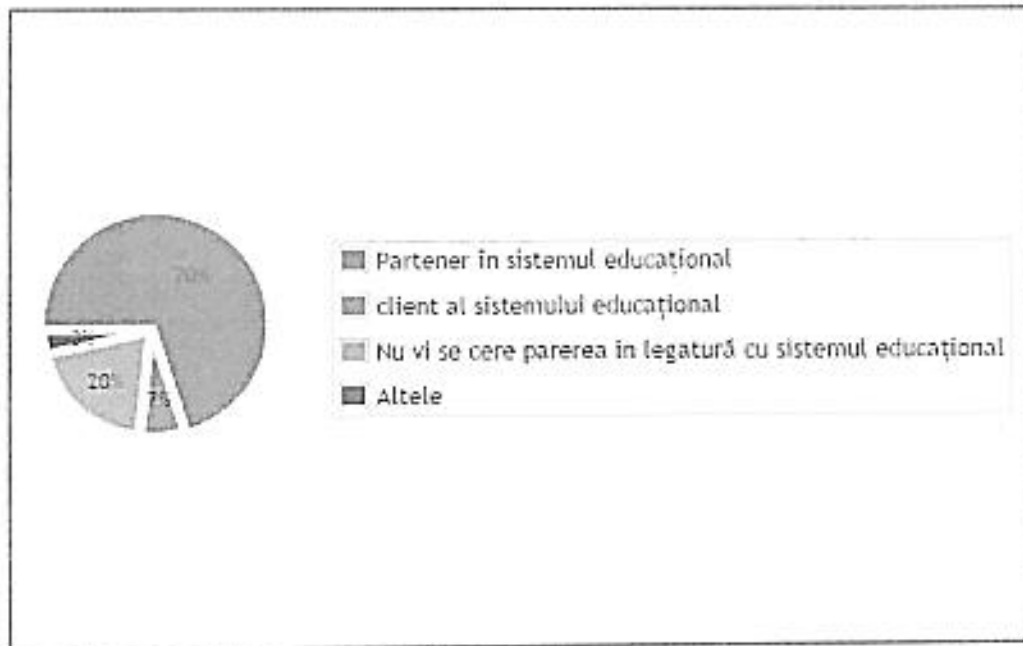 70%
3%
20%
7%
Partener în sistemul educațional
client al sistemului educațional
Nu vi se cere parerea in legatură cu sistemul educațional
Altele